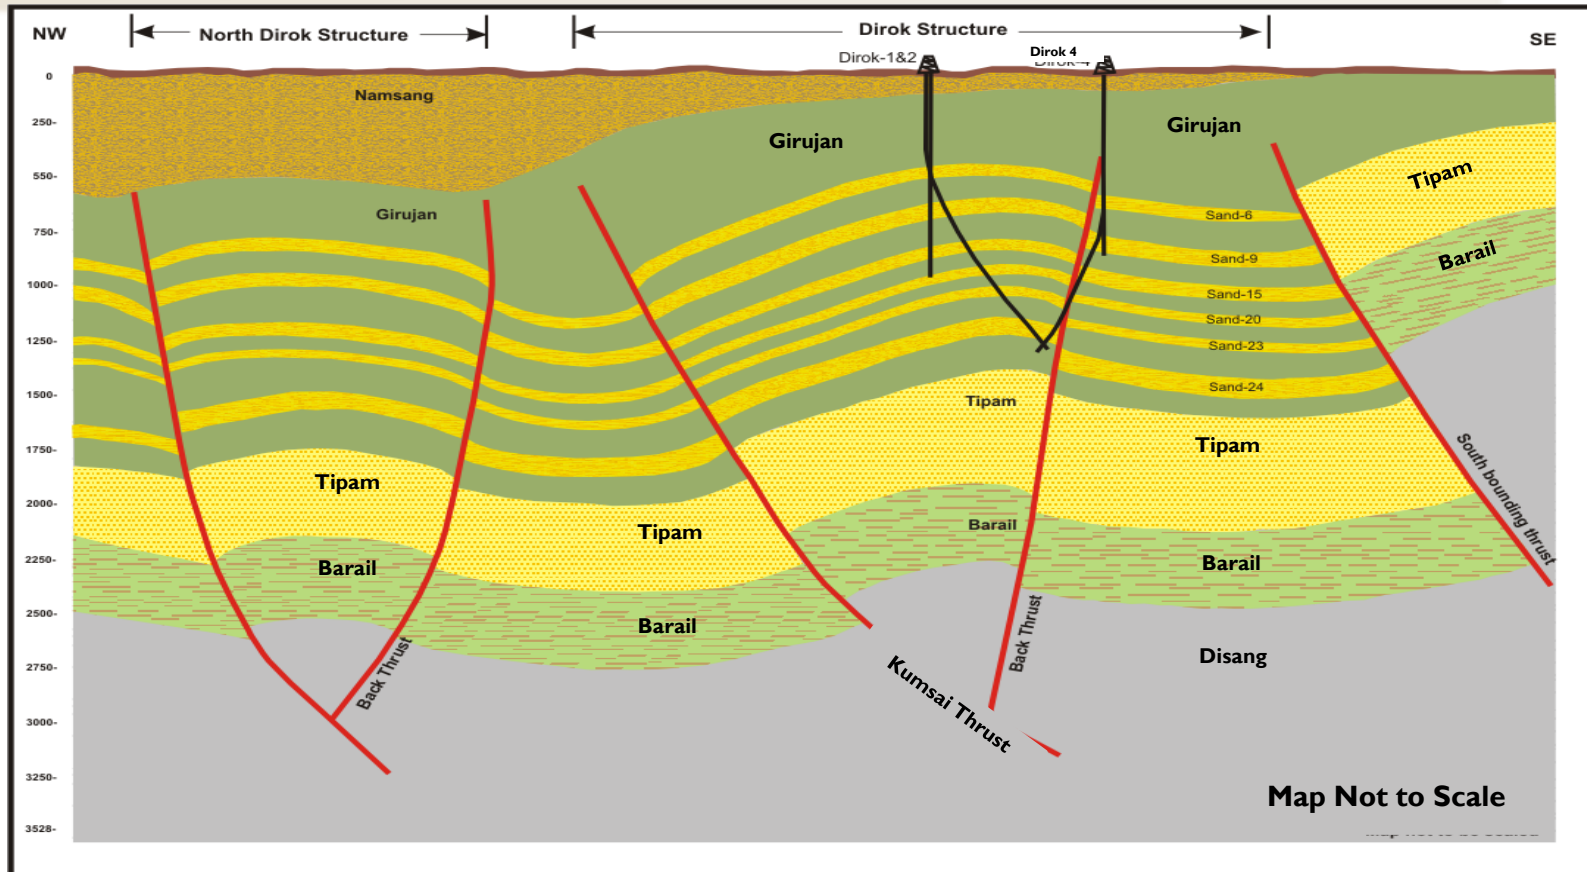 NW
North Dirok Structure
Dirok Structure
SE
Dirok-1&2
Dirok 4
0
250-
550-
750-
1000-
1250-
1500-
1750-
2000-
2250-
2500-
2750-
3000-
3250-
3528-
Namsang
Girujan
Girujan
Girujan
Tipam
Barail
Sand-6
Sand-9
Sand-15
Sand-20
Sand-23
Sand-24
Tipam
Tipam
Tipam
Tipam
Barail
Barail
Barail
Barail
South bounding thrust
Back Thrust
Back Thrust
Kumsai Thrust
Disang
Map Not to Scale